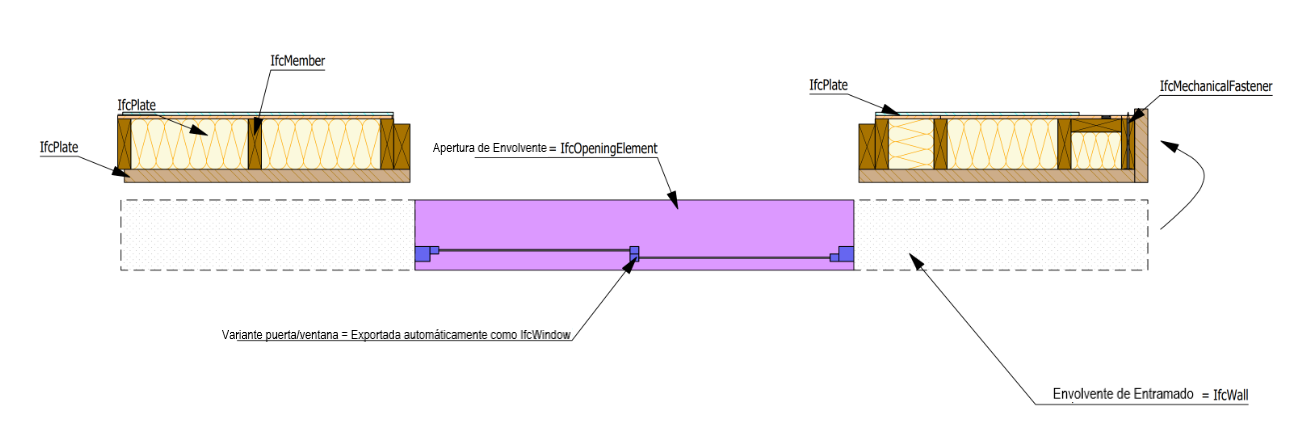 IfcMember
IfcPlate
IfcMechanicalFastener
IfcPlate
IfcPlate
Apertura de Envolvente = IfcOpeningElement
Variante puerta/ventana = Exportada automáticamente como IfcWindow
Envolvente de Entramado = IfcWall